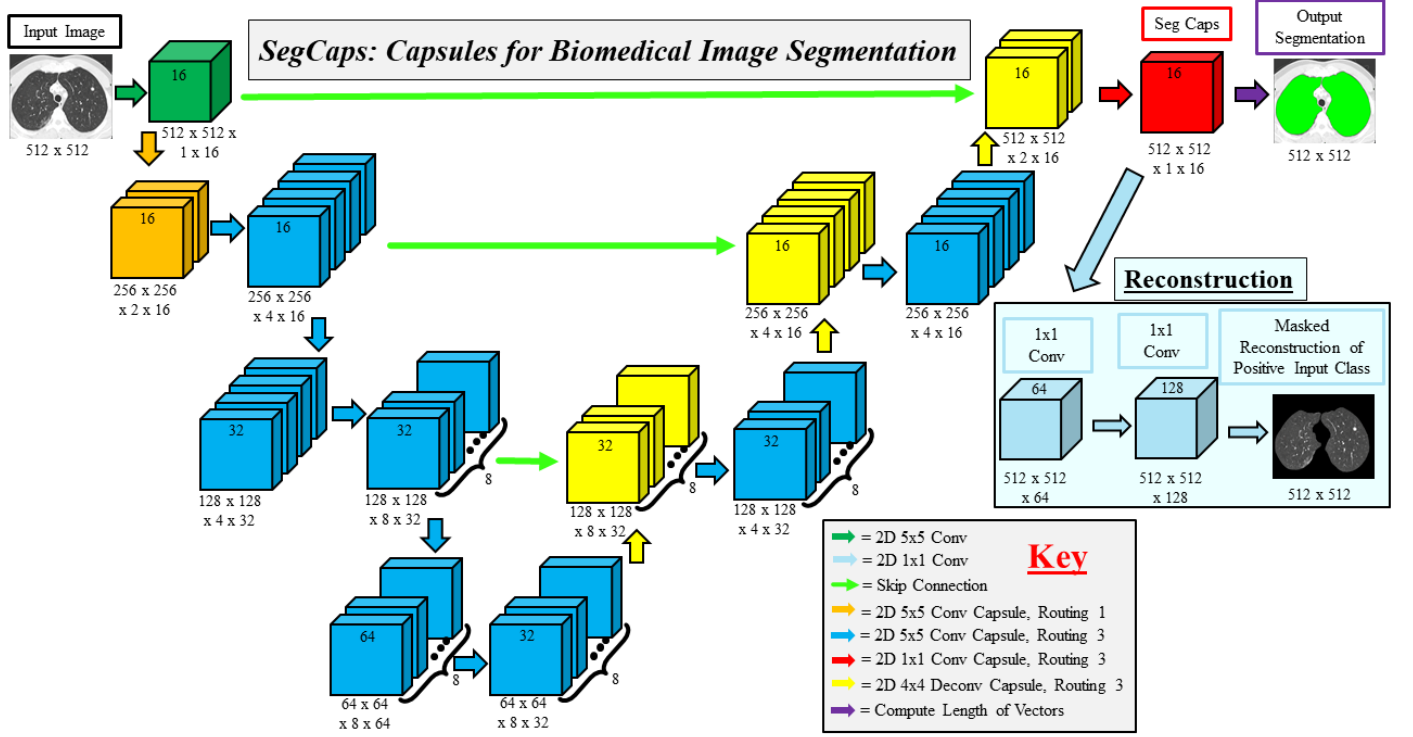 Input Image
SegCaps: Capsules for Biomedical Image Segmentation
Seg Caps
Output
Segmentation
16
16
16
512 x 512
512 x 512 x
1 x 16
512 x 512
x 2 x 16
512 x 512
x 1 x 16
512 x 512
16
256 x 256
x 2 x 16
16
256 x 256
x 4 x 16
16
256 x 256
x 4 x 16
16
256 x 256
x 4 x 16
32
128 x 128
x 4 x 32
32
128 x 128
x 8 x 32
8
32
128 x 128
x 8 x 32
8
32
128 x 128
x 4 x 32
8
64
64 x 64
x 8 x 64
8
32
64 x 64
x 8 x 32
8
Reconstruction
1x1
Conv
1x1
Conv
Masked
Reconstruction of
Positive Input Class
64
512 x 512
x 64
128
512 x 512
x 128
512 x 512
Key
= 2D 5x5 Conv
= 2D 1x1 Conv
= Skip Connection
= 2D 5x5 Conv Capsule, Routing 1
= 2D 5x5 Conv Capsule, Routing 3
= 2D 1x1 Conv Capsule, Routing 3
= 2D 4x4 Deconv Capsule, Routing 3
= Compute Length of Vectors